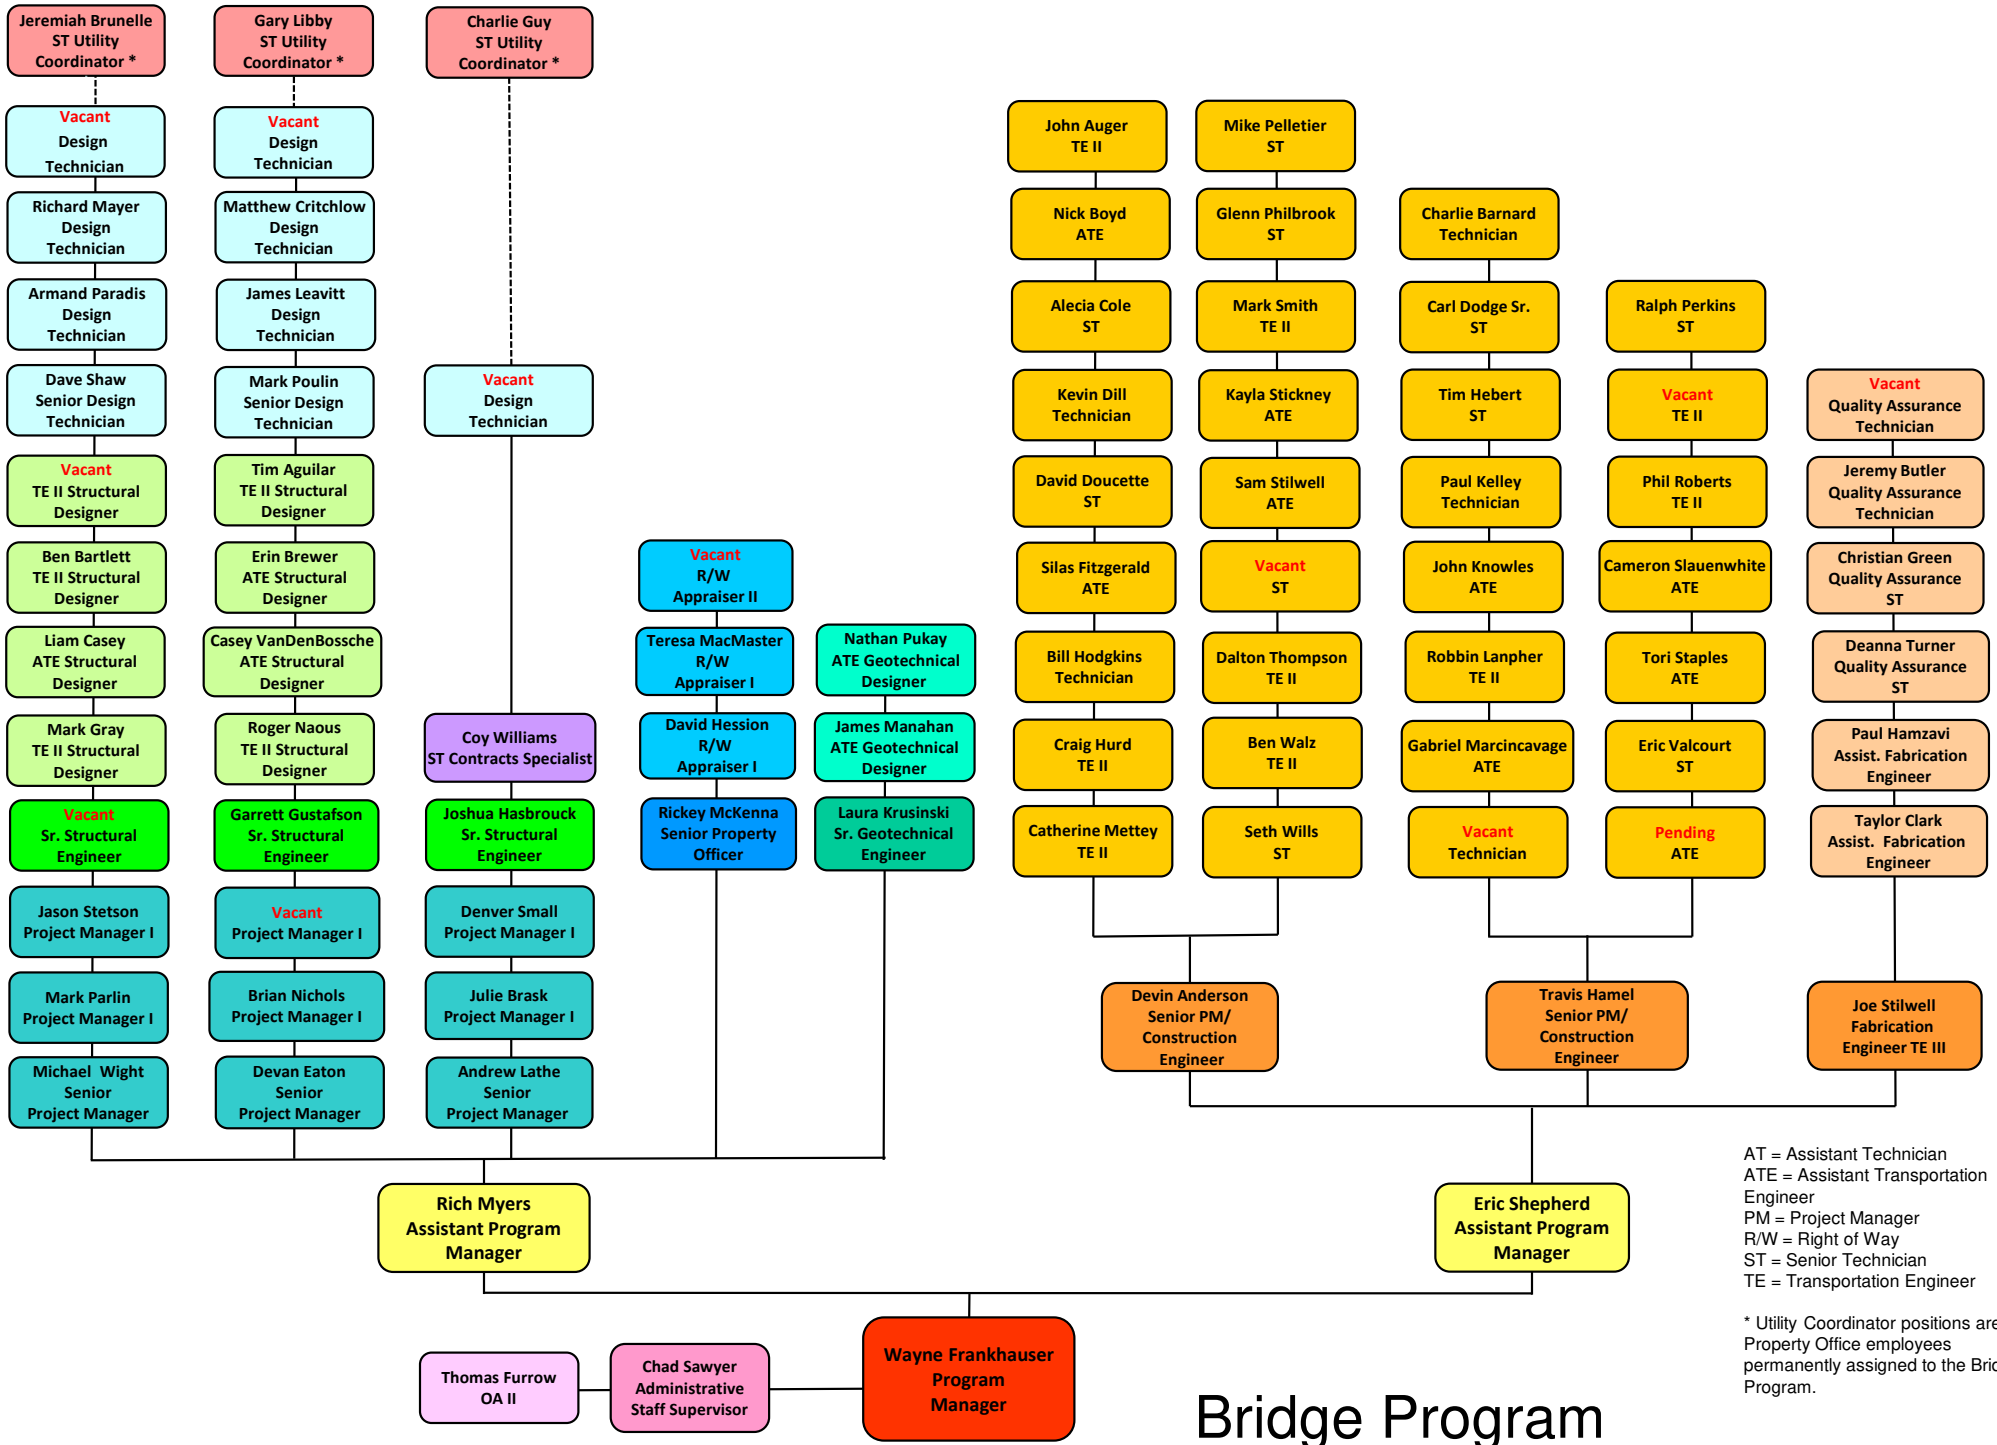 Jeremiah Brunelle
ST Utility
Coordinator *
Vacant
Design
Technician
Richard Mayer
Design
Technician
Armand Paradis
Design
Technician
Dave Shaw
Senior Design
Technician
Vacant
TE II Structural
Designer
Ben Bartlett
TE II Structural
Designer
Liam Casey
ATE Structural
Designer
Mark Gray
TE II Structural
Designer
Vacant
Sr. Structural
Engineer
Jason Stetson
Project Manager I
Mark Parlin
Project Manager I
Michael Wight
Senior
Project Manager
Gary Libby
ST Utility
Coordinator *
Vacant
Design
Technician
Matthew Critchlow
Design
Technician
James Leavitt
Design
Technician
Mark Poulin
Senior Design
Technician
Tim Aguilar
TE II Structural
Designer
Erin Brewer
ATE Structural
Designer
Casey VanDenBossche
ATE Structural
Designer
Roger Naous
TE II Structural
Designer
Garrett Gustafson
Sr. Structural
Engineer
Vacant
Project Manager I
Brian Nichols
Project Manager I
Devan Eaton
Senior
Project Manager
Charlie Guy
ST Utility
Coordinator *
Vacant
Design
Technician
Coy Williams
ST Contracts Specialist
Joshua Hasbrouck
Sr. Structural
Engineer
Denver Small
Project Manager I
Julie Brask
Project Manager I
Andrew Lathe
Senior
Project Manager
Vacant
R/W
Appraiser II
Teresa MacMaster
R/W
Appraiser I
David Hession
R/W
Appraiser I
Rickey McKenna
Senior Property
Officer
Nathan Pukay
ATE Geotechnical
Designer
James Manahan
ATE Geotechnical
Designer
Laura Krusinski
Sr. Geotechnical
Engineer
John Auger
TE II
Nick Boyd
ATE
Alecia Cole
ST
Kevin Dill
Technician
David Doucette
ST
Silas Fitzgerald
ATE
Bill Hodgkins
Technician
Craig Hurd
TE II
Catherine Mettey
TE II
Mike Pelletier
ST
Glenn Philbrook
ST
Mark Smith
TE II
Kayla Stickney
ATE
Sam Stilwell
ATE
Vacant
ST
Dalton Thompson
TE II
Ben Walz
TE II
Seth Wills
ST
Devin Anderson
Senior PM/
Construction
Engineer
Charlie Barnard
Technician
Carl Dodge Sr.
ST
Tim Hebert
ST
Paul Kelley
Technician
John Knowles
ATE
Robbin Lanpher
TE II
Gabriel Marcincavage
ATE
Vacant
Technician
Ralph Perkins
ST
Vacant
TE II
Phil Roberts
TE II
Cameron Slauenwhite
ATE
Tori Staples
ATE
Eric Valcourt
ST
Pending
ATE
Travis Hamel
Senior PM/
Construction
Engineer
Vacant
Quality Assurance
Technician
Jeremy Butler
Quality Assurance
Technician
Christian Green
Quality Assurance
ST
Deanna Turner
Quality Assurance
ST
Paul Hamzavi
Assist. Fabrication
Engineer
Taylor Clark
Assist. Fabrication
Engineer
Joe Stilwell
Fabrication
Engineer TE III
Rich Myers
Assistant Program
Manager
Eric Shepherd
Assistant Program
Manager
Thomas Furrow
OA II
Chad Sawyer
Administrative
Staff Supervisor
Wayne Frankhauser
Program
Manager
AT = Assistant Technician
ATE = Assistant Transportation
Engineer
PM = Project Manager
R/W = Right of Way
ST = Senior Technician
TE = Transportation Engineer
* Utility Coordinator positions are
Property Office employees
permanently assigned to the Bri
Program.
Bridge Program